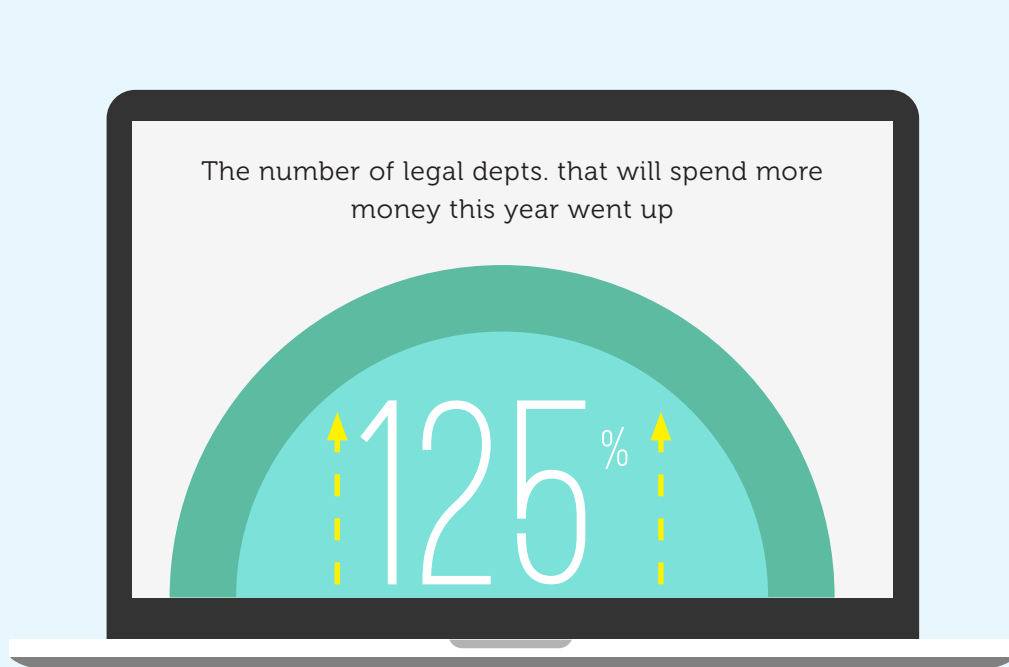 The number of legal depts. that will spend more
money this year went up
125%